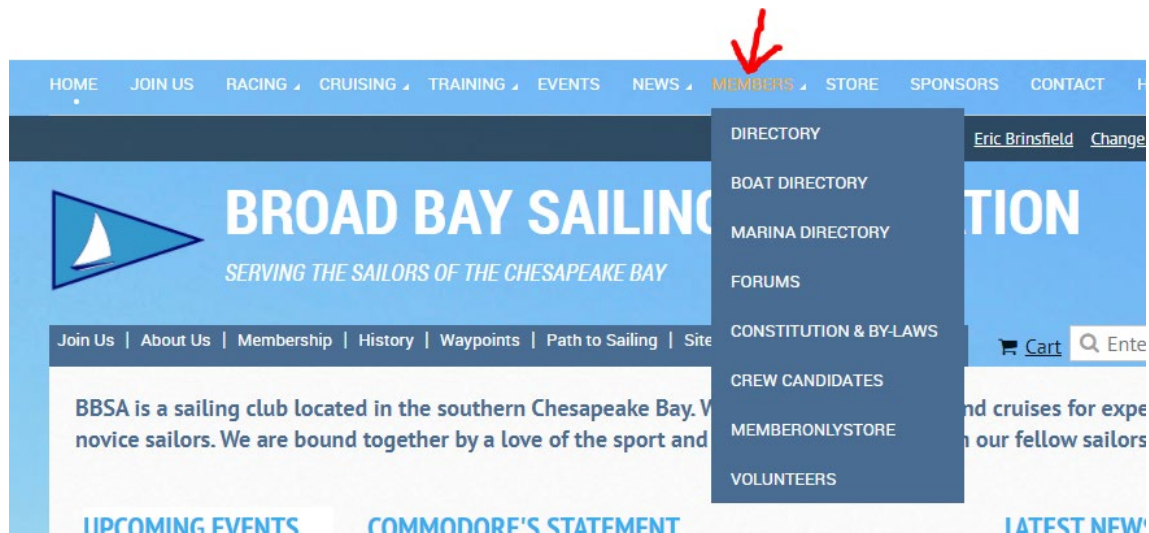 HOME JOIN US RACING CRUISING TRAINING EVENTS NEWS MEMBERS STORE SPONSORS CONTACT H
DIRECTORY
Eric Brinsfield Change
BOAT DIRECTORY
BROAD BAY SAILING TION
MARINA DIRECTORY
SERVING THE SAILORS OF THE CHESAPEAKE BAY
FORUMS
Join Us | About Us | Membership | History | Waypoints | Path to Sailing | Site
CONSTITUTION & BY-LAWS
Cart Ente
CREW CANDIDATES
BBSA is a sailing club located in the southern Chesapeake Bay. W nd cruises for expe
MEMBERONLYSTORE
novice sailors. We are bound together by a love of the sport and our fellow sailors
VOLUNTEERS
UPCOMING EVENTS COMMODORE'S STATEMENT LATEST NEWS